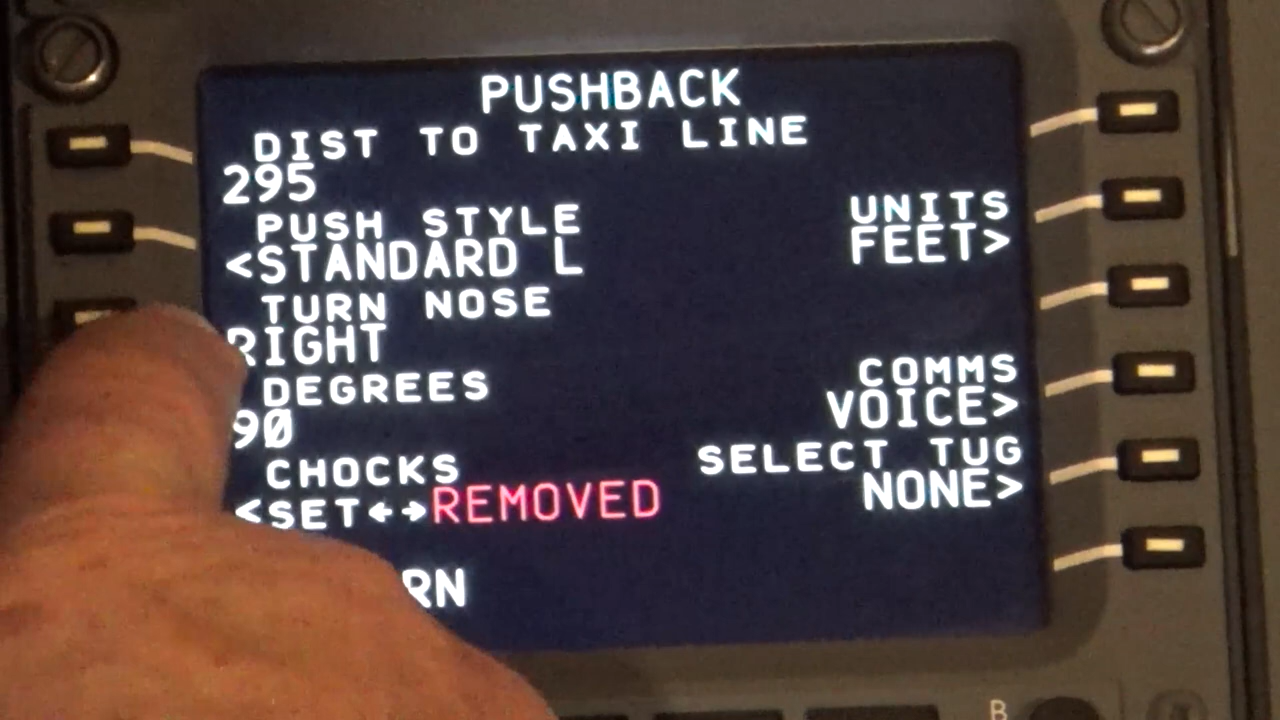 PUSHBACK
DIST TO TAXI LINE
295
PUSH STYLE UNITS
<STANDARD L FEET>
TURN NOSE
RIGHT
DEGREES COMMS
90 VOICE>
CHOCKS SELECT TUG
<SET←→REMOVED NONE>
B